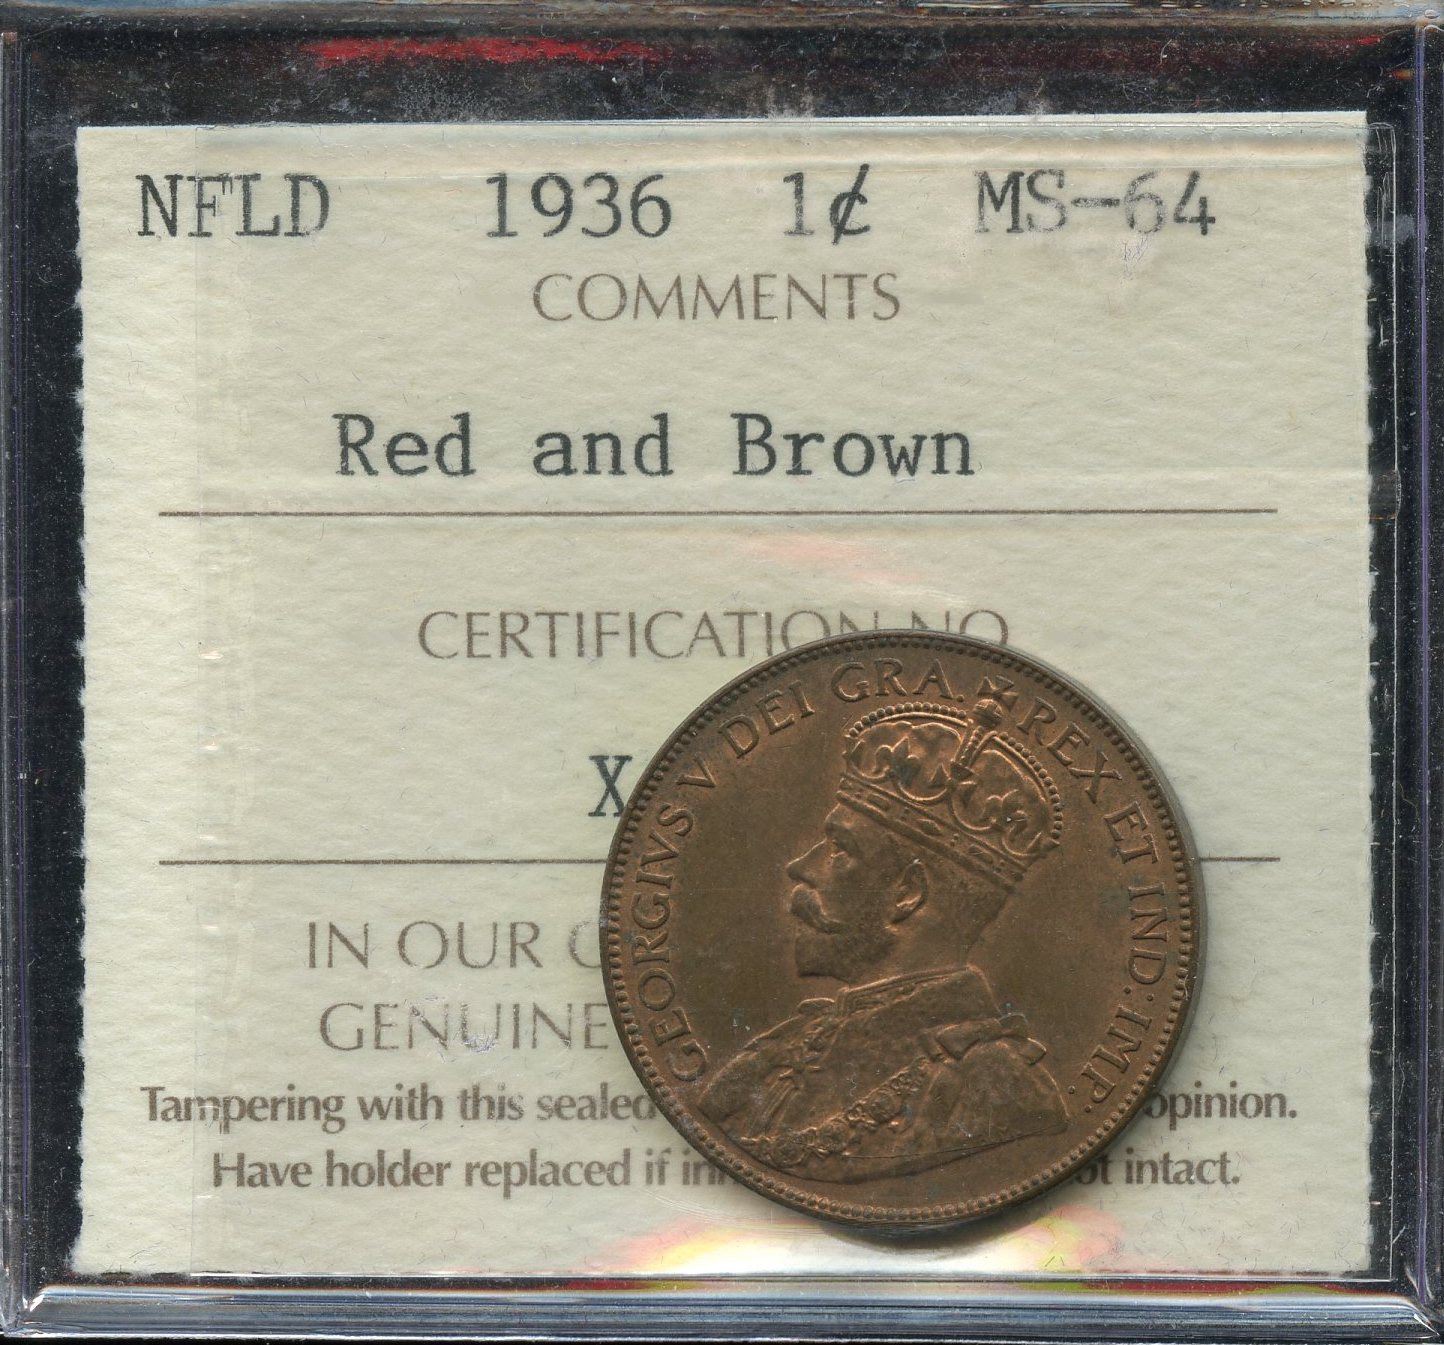 NFLD 1936 1¢ MS-64
COMMENTS
Red and Brown
CERTIFICATION NO
X
IN OUR
GENUINE
Tampering with this sealed opinion.
Have holder replaced if intact.
GEORGIVS V DEI GRA. REX ET IND: IMP.